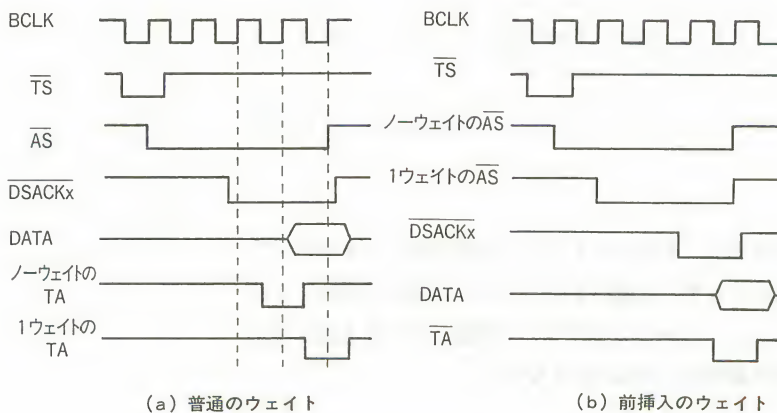 BCLK
TS
AS
DSACKx
DATA
ノーウェイトの
TA
1ウェイトの
TA
(a) 普通のウェイト
BCLK
TS
ノーウェイトのAS
1ウェイトのAS
DSACKx
DATA
TA
(b) 前挿入のウェイト